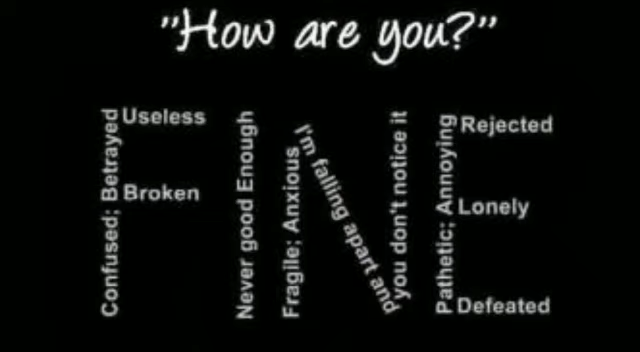 "How are you?"
Confused; Betrayed
Useless
Broken
Never good Enough
Fragile; Anxious
I'm falling apart and
you don't notice it
Pathetic; Annoying
Rejected
Lonely
Defeated